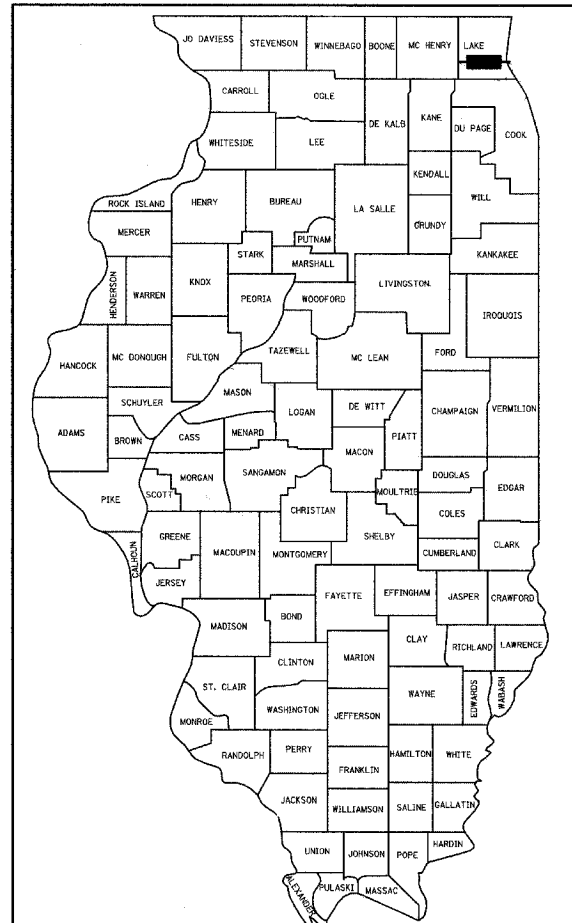 JO DAVIESS
STEVENSON
WINNEBAGO
BOONE
MC HENRY
LAKE
CARROLL
OGLE
DE KALB
KANE
DU PAGE
COOK
WHITESIDE
LEE
KENDALL
WILL
ROCK ISLAND
HENRY
BUREAU
LA SALLE
GRUNDY
MERCER
PUTNAM
STARK
MARSHALL
KANKAKEE
HENDERSON
WARREN
KNOX
PEORIA
WOODFORD
LIVINGSTON
IROQUOIS
HANCOCK
MC DONOUGH
FULTON
TAZEWELL
MC LEAN
FORD
SCHUYLER
MASON
LOGAN
DE WITT
CHAMPAIGN
VERMILION
ADAMS
BROWN
CASS
MENARD
MACON
PIATT
PIKE
SCOTT
MORGAN
SANGAMON
CHRISTIAN
MOULTRIE
DOUGLAS
EDGAR
COLES
CALHOUN
GREENE
MACOUPIN
MONTGOMERY
SHELBY
CUMBERLAND
CLARK
JERSEY
FAYETTE
EFFINGHAM
JASPER
CRAWFORD
MADISON
BOND
CLAY
RICHLAND
LAWRENCE
CLINTON
MARION
ST. CLAIR
WAYNE
EDWARDS
WABASH
MONROE
WASHINGTON
JEFFERSON
RANDOLPH
PERRY
HAMILTON
WHITE
FRANKLIN
JACKSON
WILLIAMSON
SALINE
GALLATIN
UNION
JOHNSON
POPE
HARDIN
ALEXANDER
PULASKI
MASSAC